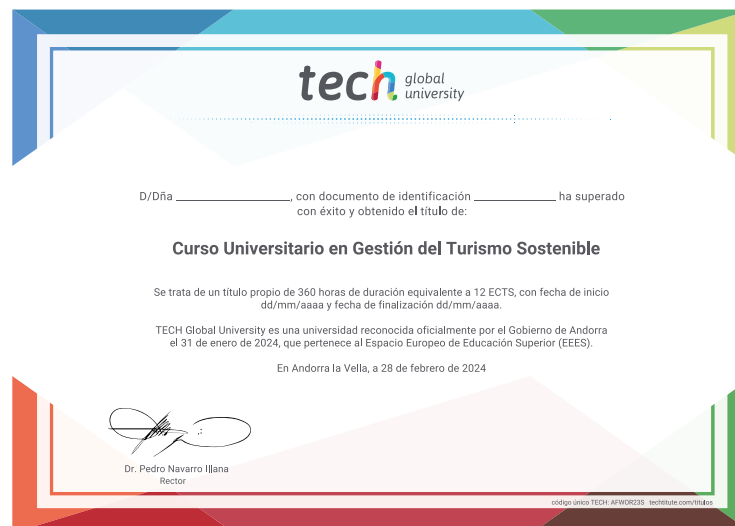 tech global university
D/Dña ______________, con documento de identificación ______________ ha superado
con éxito y obtenido el título de:
Curso Universitario en Gestión del Turismo Sostenible
Se trata de un título propio de 360 horas de duración equivalente a 12 ECTS, con fecha de inicio
dd/mm/aaaa y fecha de finalización dd/mm/aaaa.
TECH Global University es una universidad reconocida oficialmente por el Gobierno de Andorra
el 31 de enero de 2024, que pertenece al Espacio Europeo de Educación Superior (EEES).
En Andorra la Vella, a 28 de febrero de 2024
Dr. Pedro Navarro Illana
Rector
código único TECH: AFWOR23S techtitute.com/titulos